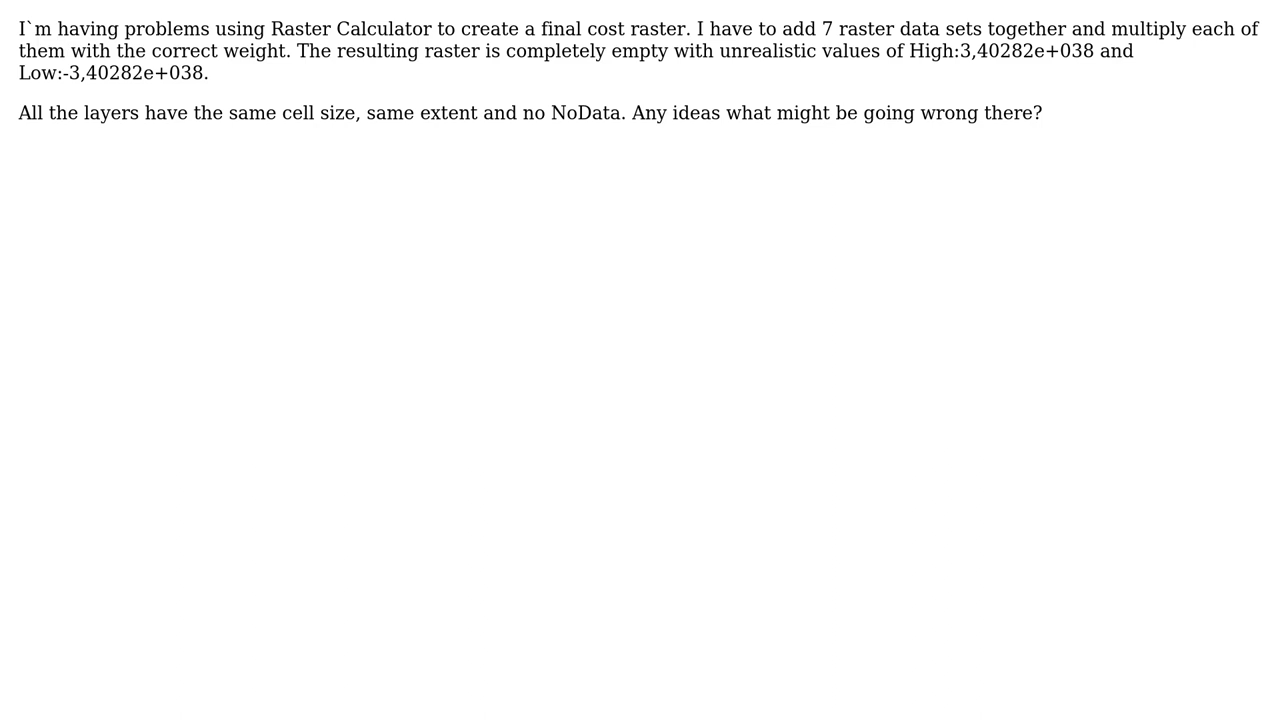 I`m having problems using Raster Calculator to create a final cost raster. I have to add 7 raster data sets together and multiply each of
them with the correct weight. The resulting raster is completely empty with unrealistic values of High:3,40282e+038 and
Low:-3,40282e+038.
All the layers have the same cell size, same extent and no NoData. Any ideas what might be going wrong there?